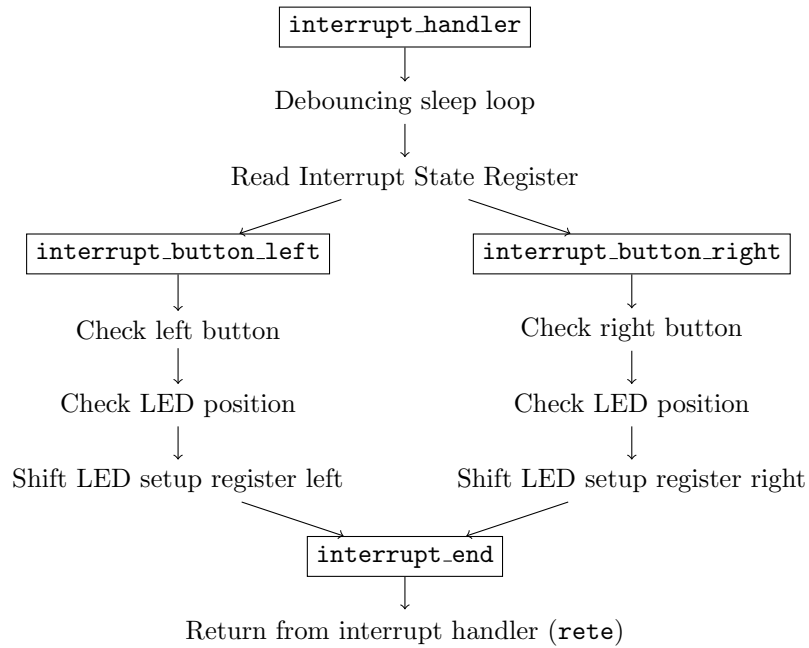 interrupt_handler
Debouncing sleep loop
Read Interrupt State Register
interrupt_button_left
interrupt_button_right
Check left button
Check right button
Check LED position
Check LED position
Shift LED setup register left
Shift LED setup register right
interrupt_end
Return from interrupt handler (rete)